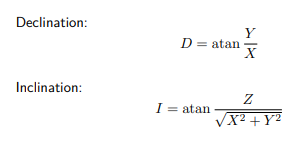 Declination:
D = atan Y/X
Inclination:
I = atan Z/√(X² + Y²)